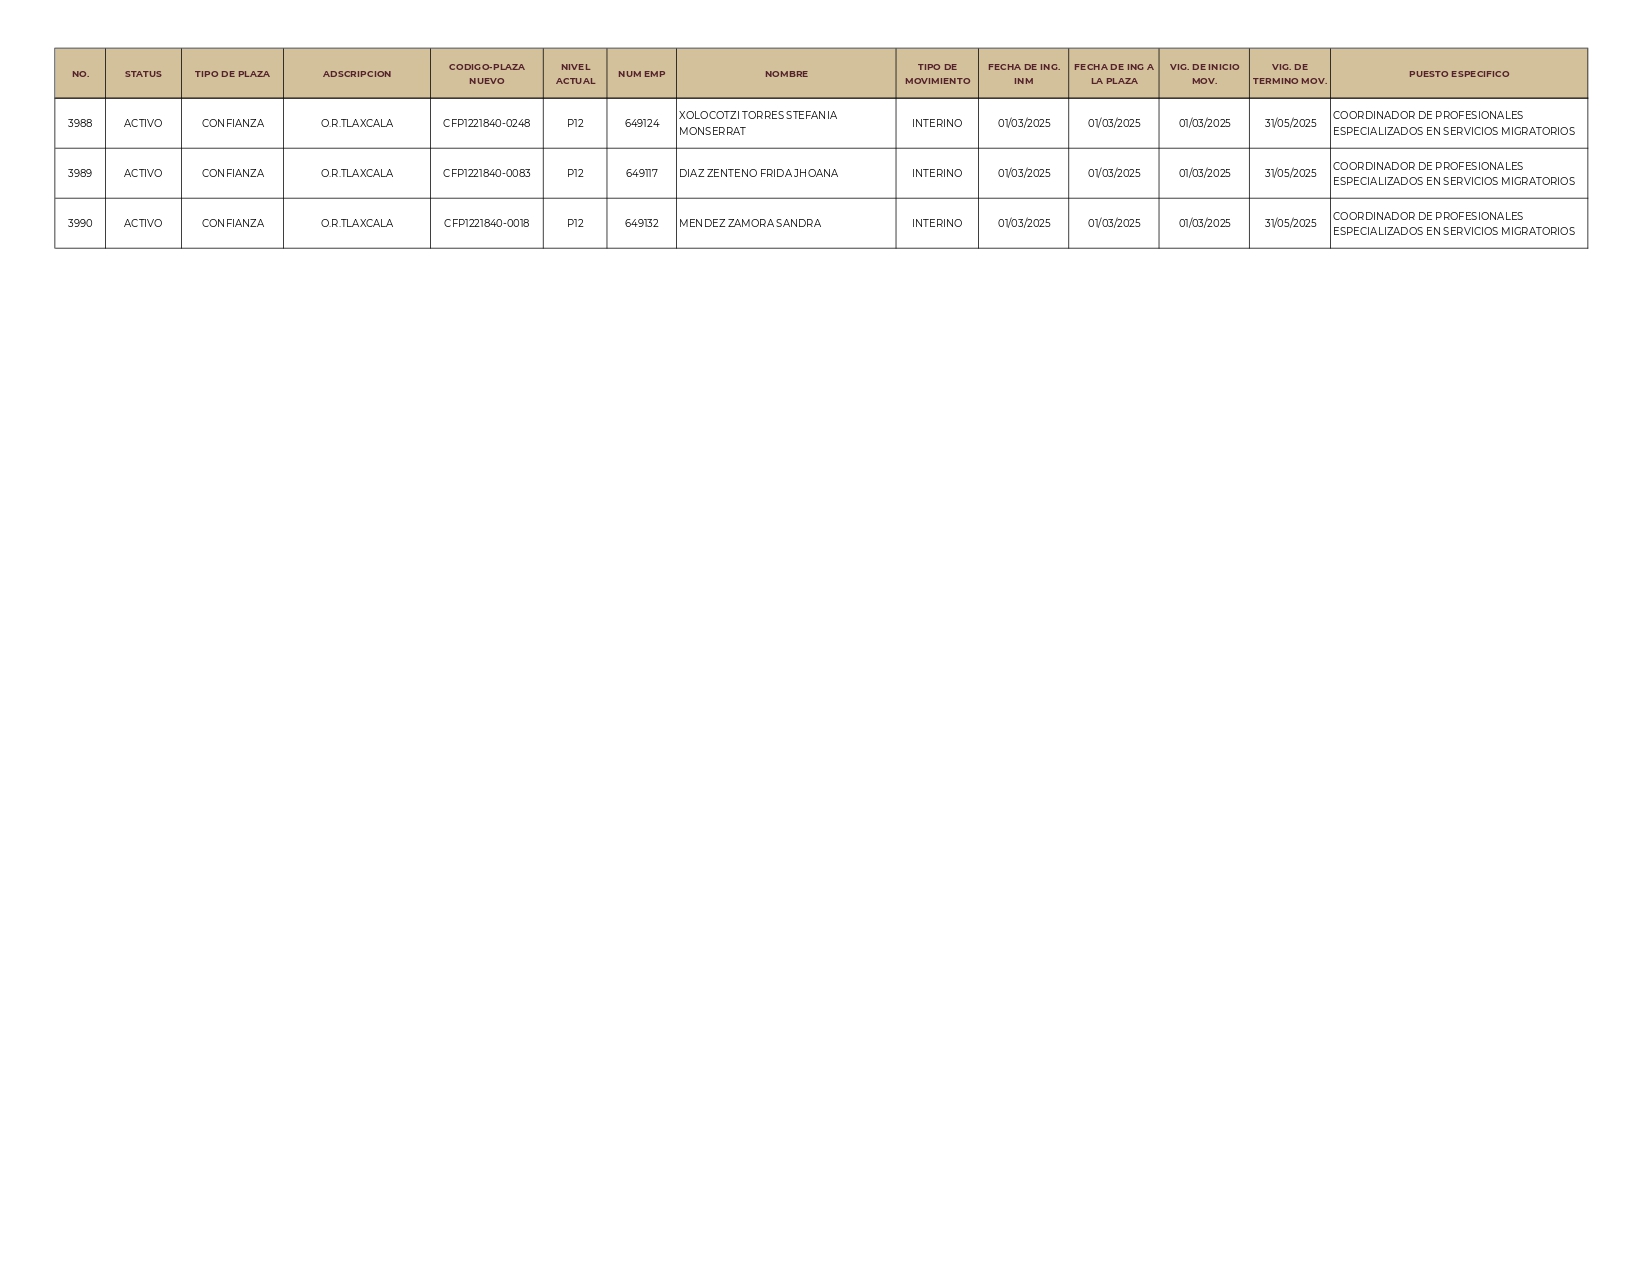 NO. STATUS TIPO DE PLAZA ADSCRIPCION CODIGO-PLAZA NUEVO NIVEL ACTUAL NUM EMP NOMBRE TIPO DE MOVIMIENTO FECHA DE ING. INM FECHA DE ING A LA PLAZA VIG. DE INICIO MOV. VIG. DE TERMINO MOV. PUESTO ESPECIFICO
3988 ACTIVO CONFIANZA O.R.TLAXCALA CFP1221840-0248 P12 649124 XOLOCOTZI TORRES STEFANIA MONSERRAT INTERINO 01/03/2025 01/03/2025 01/03/2025 31/05/2025 COORDINADOR DE PROFESIONALES ESPECIALIZADOS EN SERVICIOS MIGRATORIOS
3989 ACTIVO CONFIANZA O.R.TLAXCALA CFP1221840-0083 P12 649117 DIAZ ZENTENO FRIDA JHOANA INTERINO 01/03/2025 01/03/2025 01/03/2025 31/05/2025 COORDINADOR DE PROFESIONALES ESPECIALIZADOS EN SERVICIOS MIGRATORIOS
3990 ACTIVO CONFIANZA O.R.TLAXCALA CFP1221840-0018 P12 649132 MENDEZ ZAMORA SANDRA INTERINO 01/03/2025 01/03/2025 01/03/2025 31/05/2025 COORDINADOR DE PROFESIONALES ESPECIALIZADOS EN SERVICIOS MIGRATORIOS